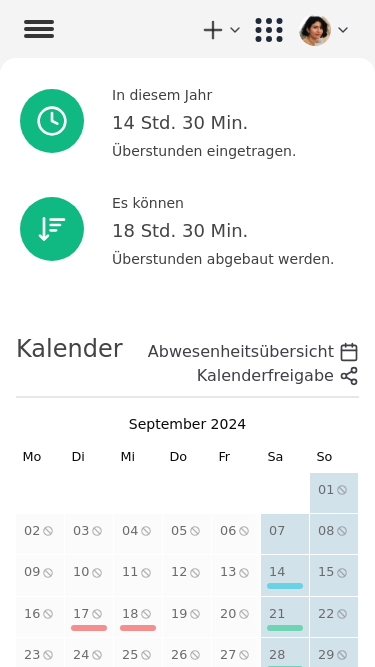 In diesem Jahr
14 Std. 30 Min.
Überstunden eingetragen.
Es können
18 Std. 30 Min.
Überstunden abgebaut werden.
Kalender
Abwesenheitsübersicht
Kalenderfreigabe
September 2024
Mo Di Mi Do Fr Sa So
01
02 03 04 05 06 07 08
09 10 11 12 13 14 15
16 17 18 19 20 21 22
23 24 25 26 27 28 29